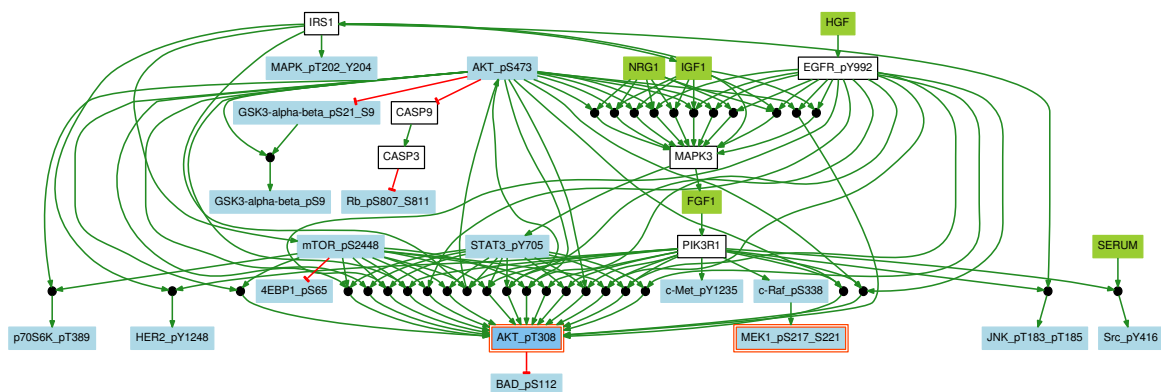 IRS1
HGF
MAPK_pT202_Y204
AKT_pS473
NRG1
IGF1
EGFR_pY992
GSK3-alpha-beta_pS21_S9
CASP9
CASP3
MAPK3
GSK3-alpha-beta_pS9
Rb_pS807_S811
FGF1
mTOR_pS2448
STAT3_pY705
PIK3R1
SERUM
4EBP1_pS65
c-Met_pY1235
c-Raf_pS338
p70S6K_pT389
HER2_pY1248
AKT_pT308
MEK1_pS217_S221
JNK_pT183_pT185
Src_pY416
BAD_pS112